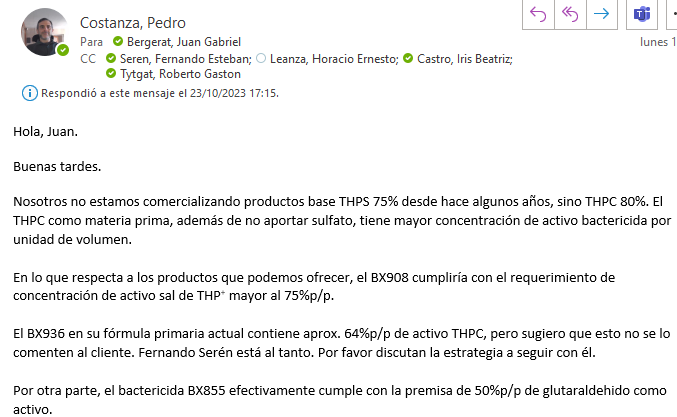 Costanza, Pedro
Para Bergerat, Juan Gabriel
lunes 1
CC Seren, Fernando Esteban; Leanza, Horacio Ernesto; Castro, Iris Beatriz;
Tytgat, Roberto Gaston
Respondió a este mensaje el 23/10/2023 17:15.
Hola, Juan.
Buenas tardes.
Nosotros no estamos comercializando productos base THPS 75% desde hace algunos años, sino THPC 80%. El
THPC como materia prima, además de no aportar sulfato, tiene mayor concentración de activo bactericida por
unidad de volumen.
En lo que respecta a los productos que podemos ofrecer, el BX908 cumpliría con el requerimiento de
concentración de activo sal de THP⁺ mayor al 75%p/p.
El BX936 en su fórmula primaria actual contiene aprox. 64%p/p de activo THPC, pero sugiero que esto no se lo
comenten al cliente. Fernando Serén está al tanto. Por favor discutan la estrategia a seguir con él.
Por otra parte, el bactericida BX855 efectivamente cumple con la premisa de 50%p/p de glutaraldehido como
activo.